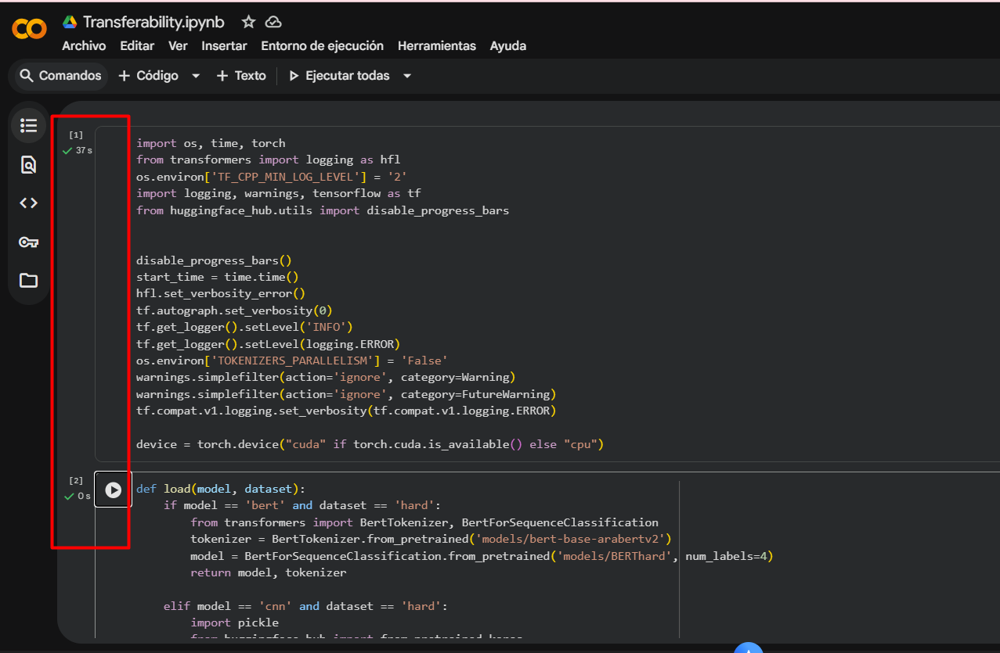 Transferability.ipynb
Archivo Editar Ver Insertar Entorno de ejecución Herramientas Ayuda
Comandos + Código + Texto Ejecutar todas
[1]
37 s
import os, time, torch
from transformers import logging as hfl
os.environ['TF_CPP_MIN_LOG_LEVEL'] = '2'
import logging, warnings, tensorflow as tf
from huggingface_hub.utils import disable_progress_bars
disable_progress_bars()
start_time = time.time()
hfl.set_verbosity_error()
tf.autograph.set_verbosity(0)
tf.get_logger().setLevel('INFO')
tf.get_logger().setLevel(logging.ERROR)
os.environ['TOKENIZERS_PARALLELISM'] = 'False'
warnings.simplefilter(action='ignore', category=Warning)
warnings.simplefilter(action='ignore', category=FutureWarning)
tf.compat.v1.logging.set_verbosity(tf.compat.v1.logging.ERROR)
device = torch.device("cuda" if torch.cuda.is_available() else "cpu")
[2]
0 s
def load(model, dataset):
if model == 'bert' and dataset == 'hard':
from transformers import BertTokenizer, BertForSequenceClassification
tokenizer = BertTokenizer.from_pretrained('models/bert-base-arabertv2')
model = BertForSequenceClassification.from_pretrained('models/BERThard', num_labels=4)
return model, tokenizer
elif model == 'cnn' and dataset == 'hard':
import pickle
from huggingface_hub import from_pretrained_keras